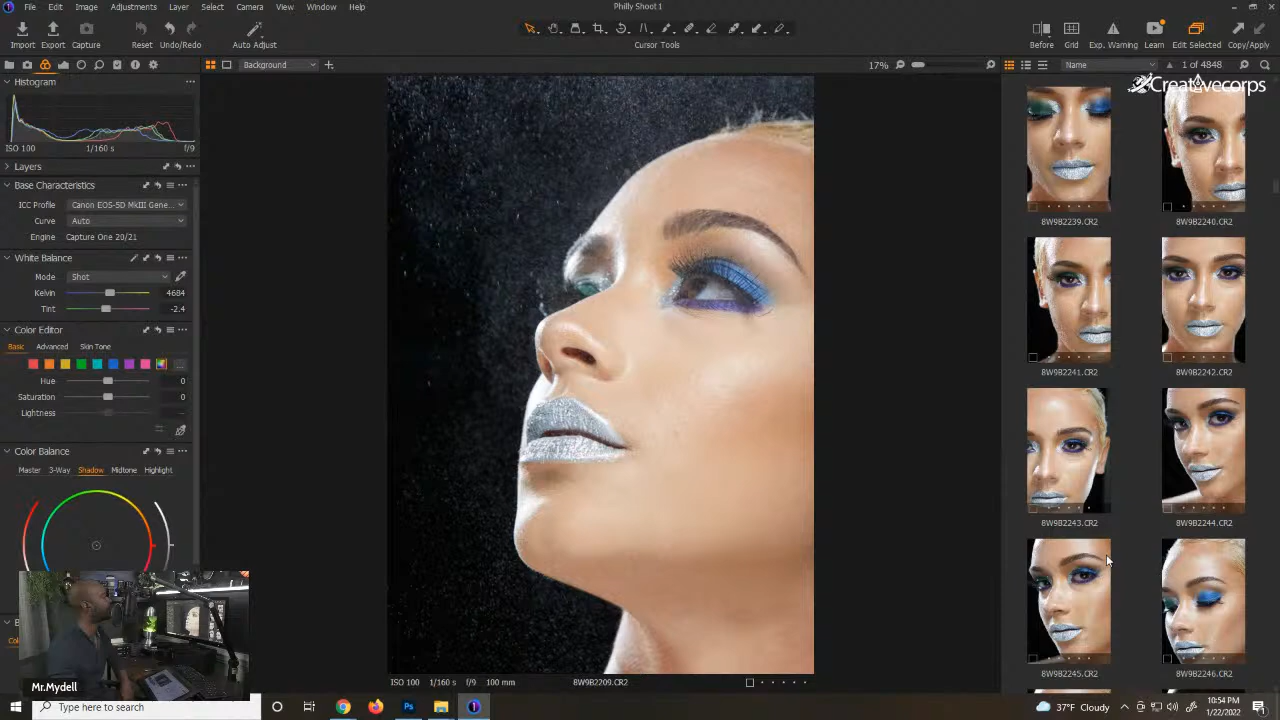 File Edit Image Adjustments Layer Select Camera View Window Help
Philly Shoot 1
Import Export Capture Reset Undo/Redo Auto Adjust Cursor Tools Before Grid Exp. Warning Learn Edit Selected Copy/Apply
Background
17%
Name
1 of 4848
Creativecorps
Histogram
ISO 100 1/160 s f/9
Layers
Base Characteristics
ICC Profile Canon EOS-5D MkIII Gene...
Curve Auto
Engine Capture One 20/21
White Balance
Mode Shot
Kelvin 4684
Tint -2.4
Color Editor
Basic Advanced Skin Tone
Hue 0
Saturation 0
Lightness
Color Balance
Master 3-Way Shadow Midtone Highlight
Mr.Mydell
ISO 100 1/160 s f/9 100 mm 8W9B2209.CR2
8W9B2239.CR2 8W9B2240.CR2
8W9B2241.CR2 8W9B2242.CR2
8W9B2243.CR2 8W9B2244.CR2
8W9B2245.CR2 8W9B2246.CR2
Type here to search
Ps
37°F Cloudy
10:54 PM
1/22/2022